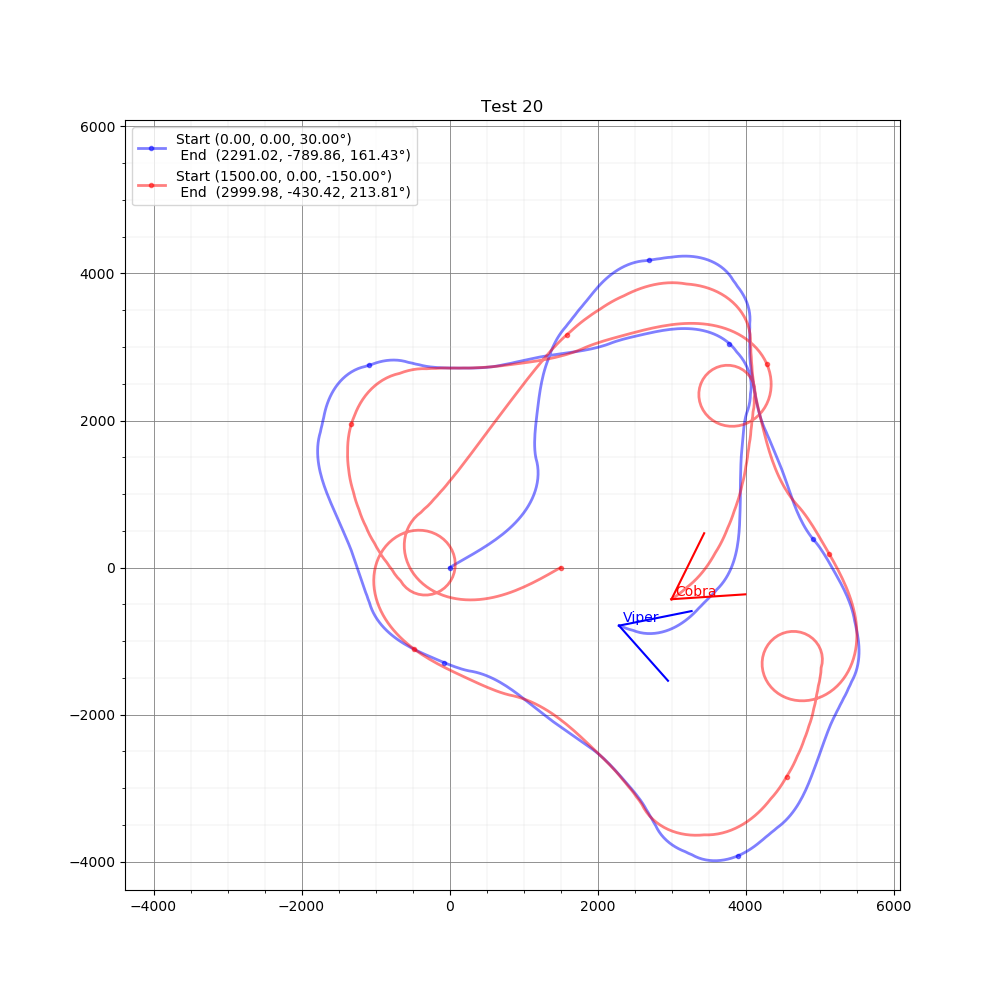 Test 20
Start (0.00, 0.00, 30.00°)
End (2291.02, -789.86, 161.43°)
Start (1500.00, 0.00, -150.00°)
End (2999.98, -430.42, 213.81°)
6000
4000
2000
0
−2000
−4000
Cobra
Viper
−4000 −2000 0 2000 4000 6000